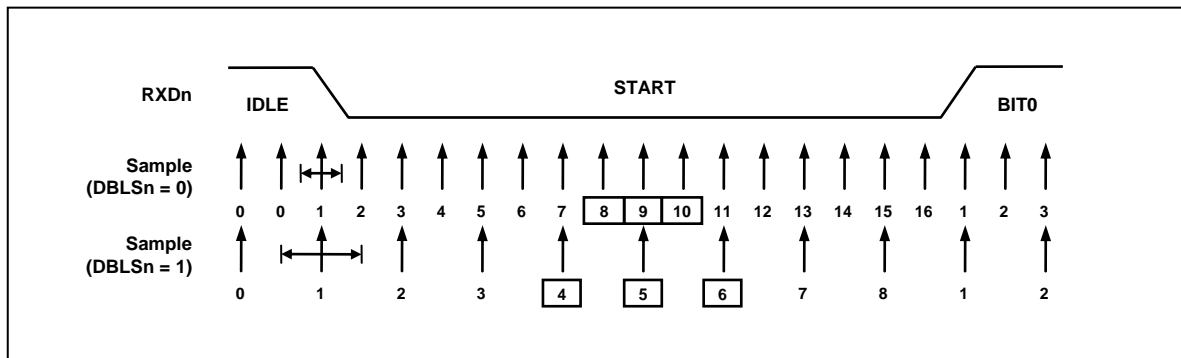 RXDn
IDLE
START
BIT0
Sample
(DBLSn = 0)
0 0 1 2 3 4 5 6 7 8 9 10 11 12 13 14 15 16 1 2 3
Sample
(DBLSn = 1)
0 1 2 3 4 5 6 7 8 1 2